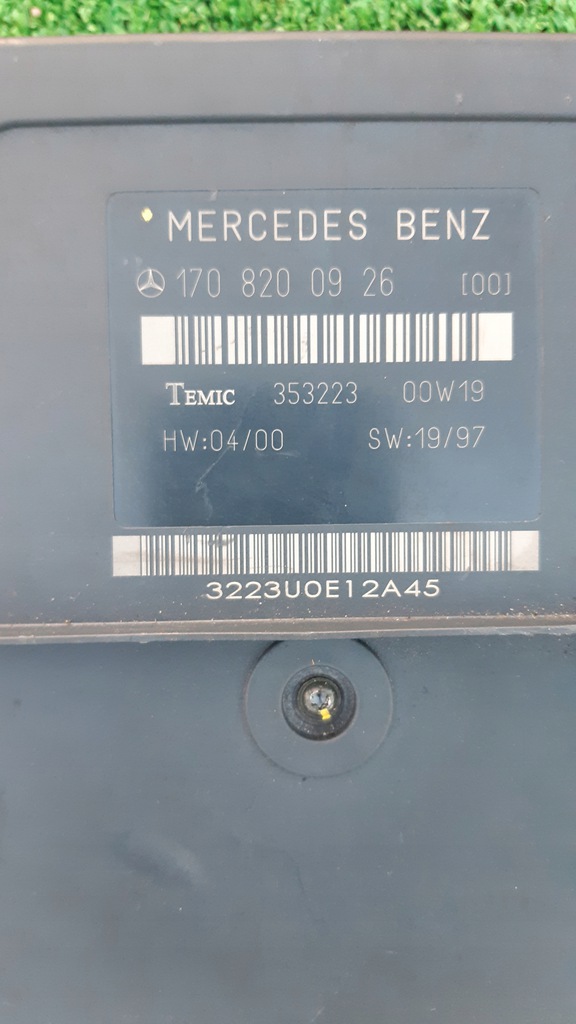 MERCEDES BENZ
170 820 09 26 [00]
TEMIC 353223 00W19
HW:04/00 SW:19/97
3223U0E12A45